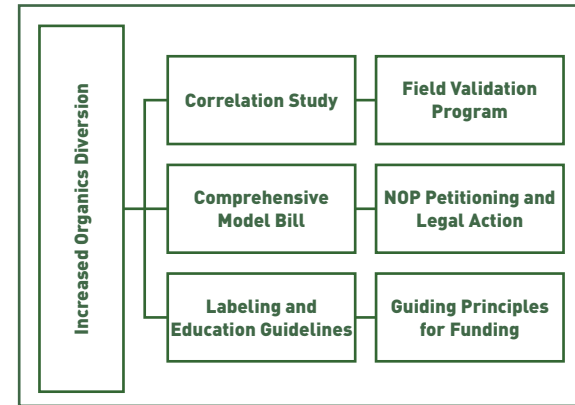 Increased Organics Diversion
Correlation Study
Field Validation
Program
Comprehensive
Model Bill
NOP Petitioning and
Legal Action
Labeling and
Education Guidelines
Guiding Principles
for Funding